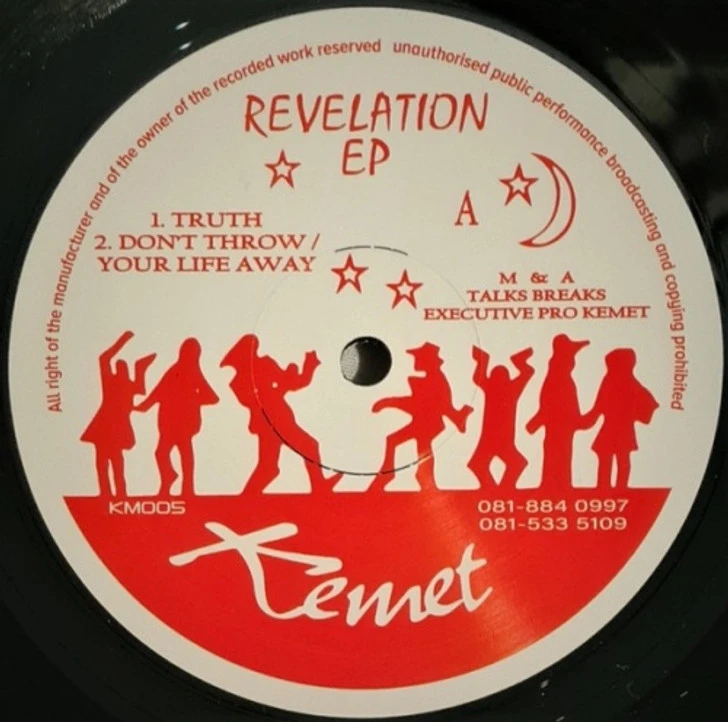 All right of the manufacturer and of the owner of the recorded work reserved unauthorised public performance broadcasting and copying prohibited
REVELATION
EP
A
1. TRUTH
2. DON'T THROW /
YOUR LIFE AWAY
M & A
TALKS BREAKS
EXECUTIVE PRO KEMET
KM005
081-884 0997
081-533 5109
Kemet